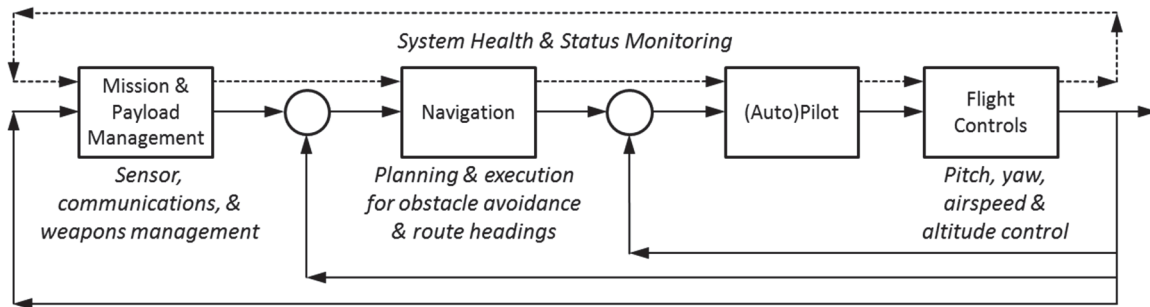 System Health & Status Monitoring
Mission &
Payload
Management
Navigation
(Auto)Pilot
Flight
Controls
Sensor,
communications, &
weapons management
Planning & execution
for obstacle avoidance
& route headings
Pitch, yaw,
airspeed &
altitude control